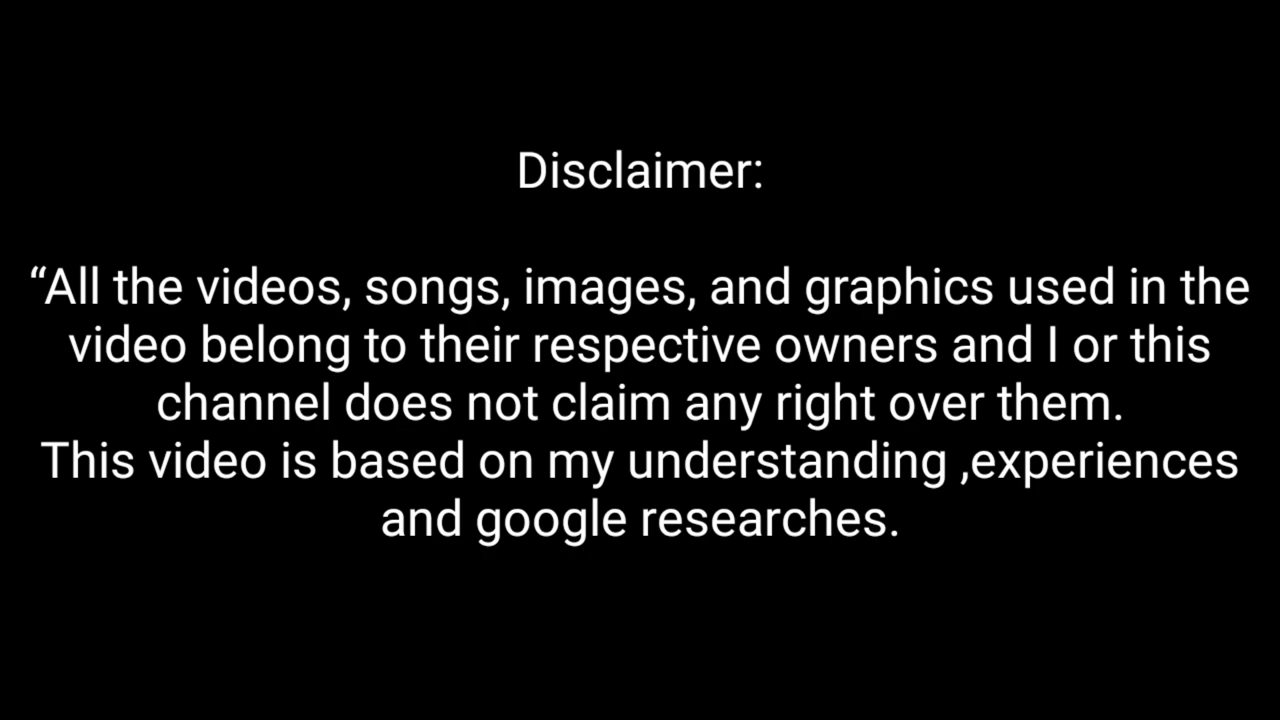 Disclaimer:
“All the videos, songs, images, and graphics used in the
video belong to their respective owners and I or this
channel does not claim any right over them.
This video is based on my understanding ,experiences
and google researches.